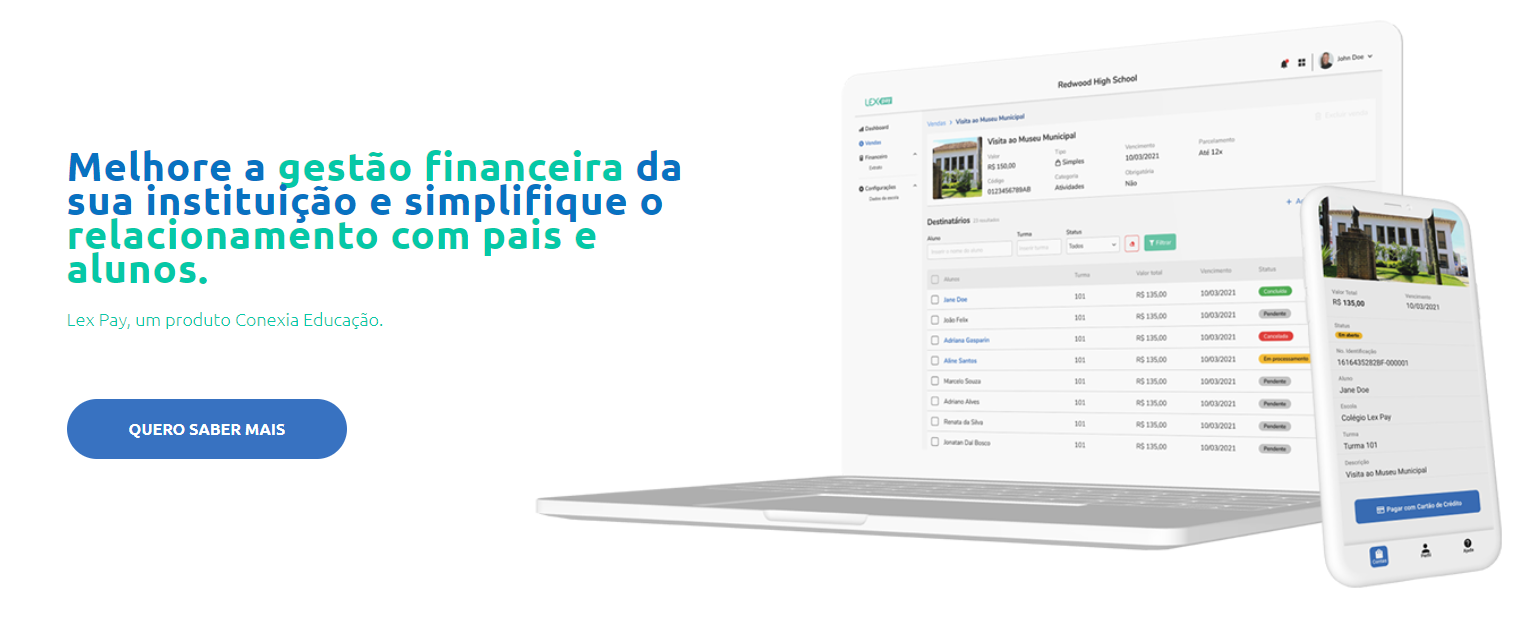 Melhore a gestão financeira da
sua instituição e simplifique o
relacionamento com pais e
alunos.
Lex Pay, um produto Conexia Educação.
QUERO SABER MAIS
Redwood High School
John Doe
LEX pay
Dashboard
Vendas
Financeiro
Extrato
Configurações
Dados da escola
Vendas > Visita ao Museu Municipal
Excluir venda
Visita ao Museu Municipal
Valor Tipo Vencimento Parcelamento
R$ 150,00 Simples 10/03/2021 Até 12x
Código Categoria Obrigatória
0123456789AB Atividades Não
Destinatários 10 resultados
Aluno Turma Status
Inserir o nome do aluno Inserir turma Todos Filtrar
Alunos Turma Valor total Vencimento Status
Jane Doe 101 R$ 135,00 10/03/2021 Concluída
João Felix 101 R$ 135,00 10/03/2021 Pendente
Adriana Gasparin 101 R$ 135,00 10/03/2021 Cancelada
Aline Santos 101 R$ 135,00 10/03/2021 Em processamento
Marcelo Souza 101 R$ 135,00 10/03/2021 Pendente
Adriano Alves 101 R$ 135,00 10/03/2021 Pendente
Renata da Silva 101 R$ 135,00 10/03/2021 Pendente
Jonatan Dal Bosco 101 R$ 135,00 10/03/2021 Pendente
Valor Total Vencimento
R$ 135,00 10/03/2021
Status
Em aberto
No. Identificação
1616435282BF-000001
Aluno
Jane Doe
Escola
Colégio Lex Pay
Turma
Turma 101
Descrição
Visita ao Museu Municipal
Pagar com Cartão de Crédito
Perfil Ajuda